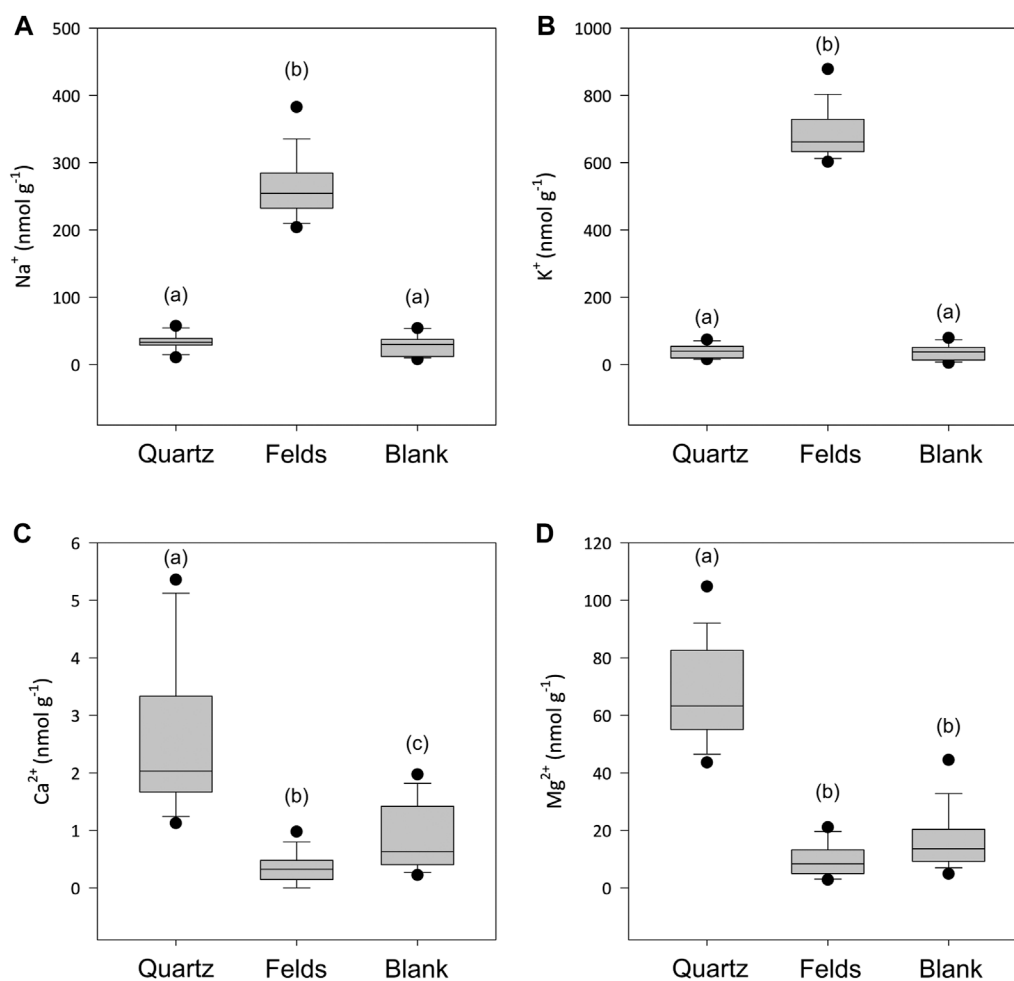 A
500
400
300
200
100
0
Na⁺ (nmol g⁻¹)
(a)
(b)
(a)
Quartz Felds Blank
B
1000
800
600
400
200
0
K⁺ (nmol g⁻¹)
(a)
(b)
(a)
Quartz Felds Blank
C
6
5
4
3
2
1
0
Ca²⁺ (nmol g⁻¹)
(a)
(b)
(c)
Quartz Felds Blank
D
120
100
80
60
40
20
0
Mg²⁺ (nmol g⁻¹)
(a)
(b)
(b)
Quartz Felds Blank